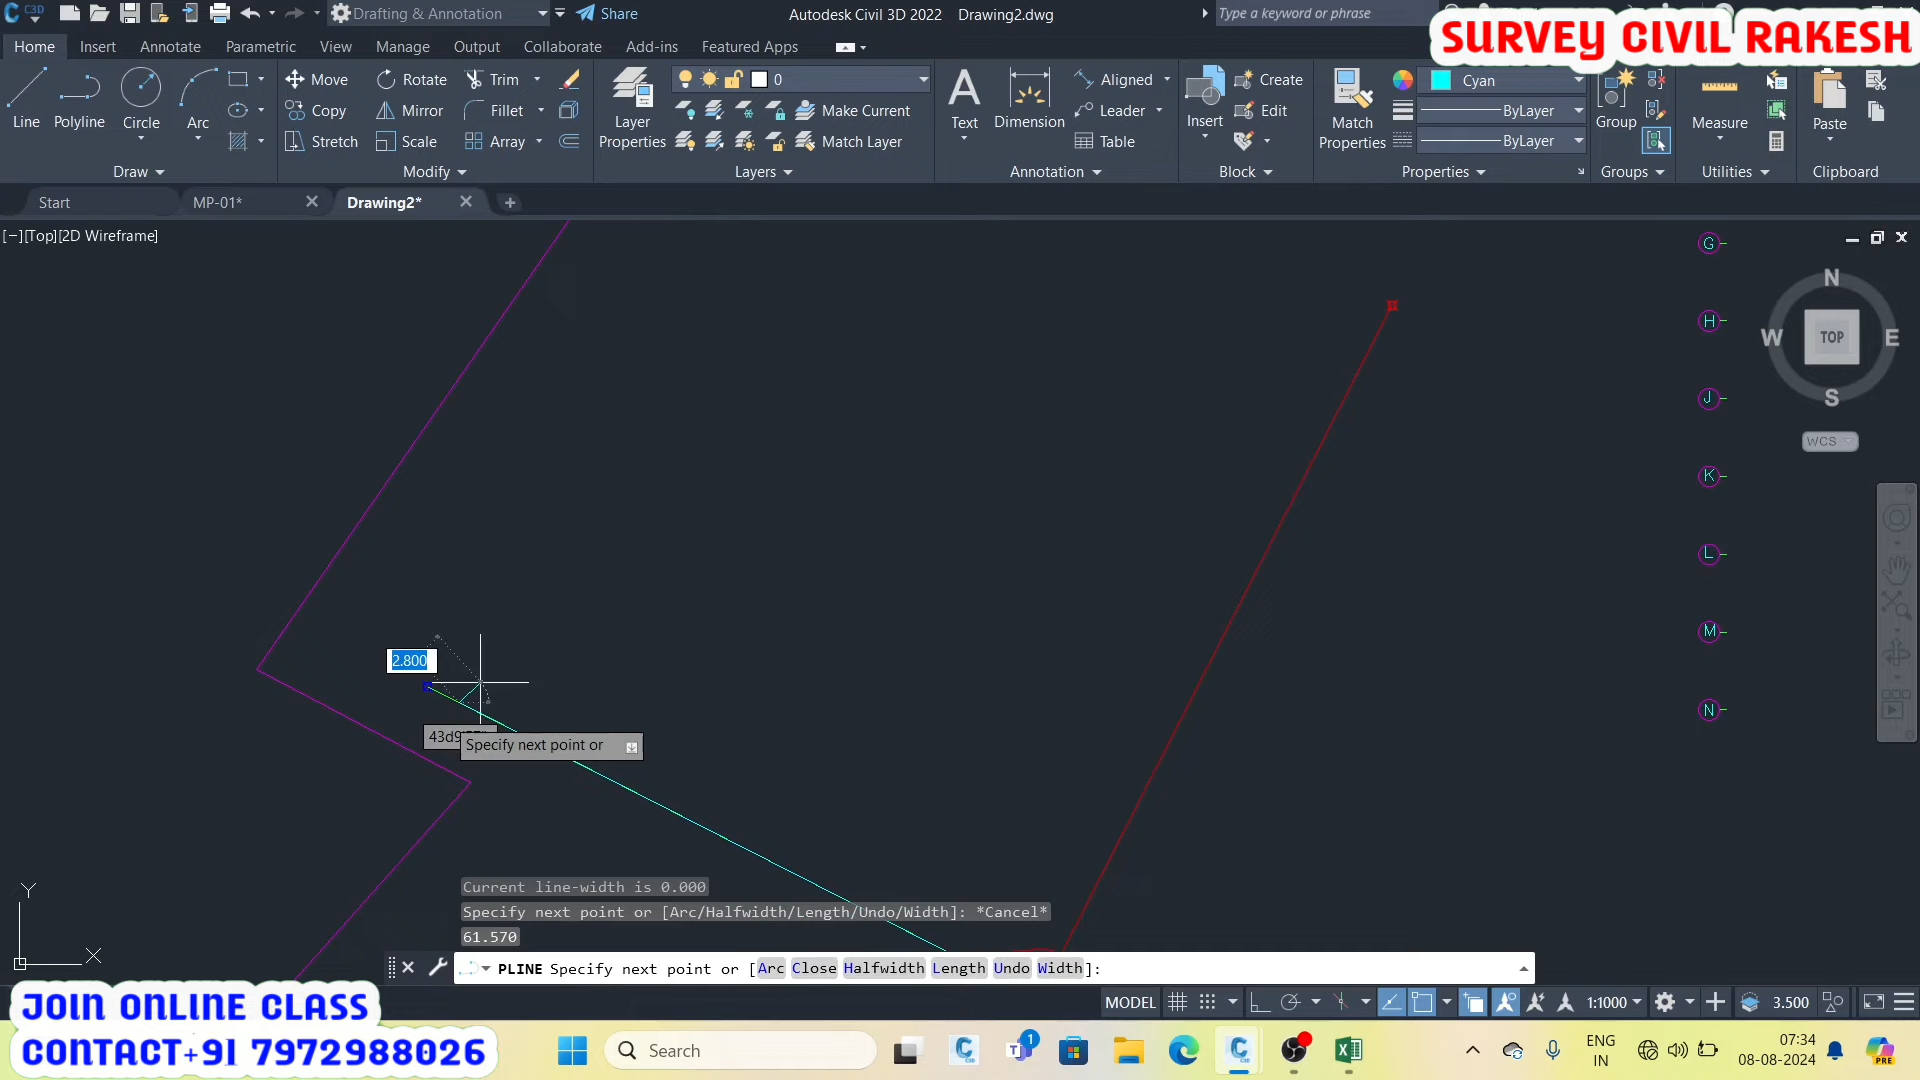 C3D
Drafting & Annotation
Share
Autodesk Civil 3D 2022 Drawing2.dwg
Type a keyword or phrase
SURVEY CIVIL RAKESH
Home Insert Annotate Parametric View Manage Output Collaborate Add-ins Featured Apps
Line Polyline Circle Arc
Move Rotate Trim
Copy Mirror Fillet
Stretch Scale Array
Layer
Properties
0
Make Current
Match Layer
Text Dimension
Aligned
Leader
Table
Insert
Create
Edit
Match
Properties
Cyan
ByLayer
ByLayer
Group
Measure
Paste
Draw Modify Layers Annotation Block Properties Groups Utilities Clipboard
Start MP-01* Drawing2*
[−][Top][2D Wireframe]
G
H
J
K
L
M
N
N
W TOP E
S
WCS
2.800
Specify next point or
Y
X
Current line-width is 0.000
Specify next point or [Arc/Halfwidth/Length/Undo/Width]: *Cancel*
61.570
PLINE Specify next point or [Arc Close Halfwidth Length Undo Width]:
MODEL 1:1000 3.500
JOIN ONLINE CLASS
CONTACT+91 7972988026
Search
1
ENG
IN
07:34
08-08-2024
PRE